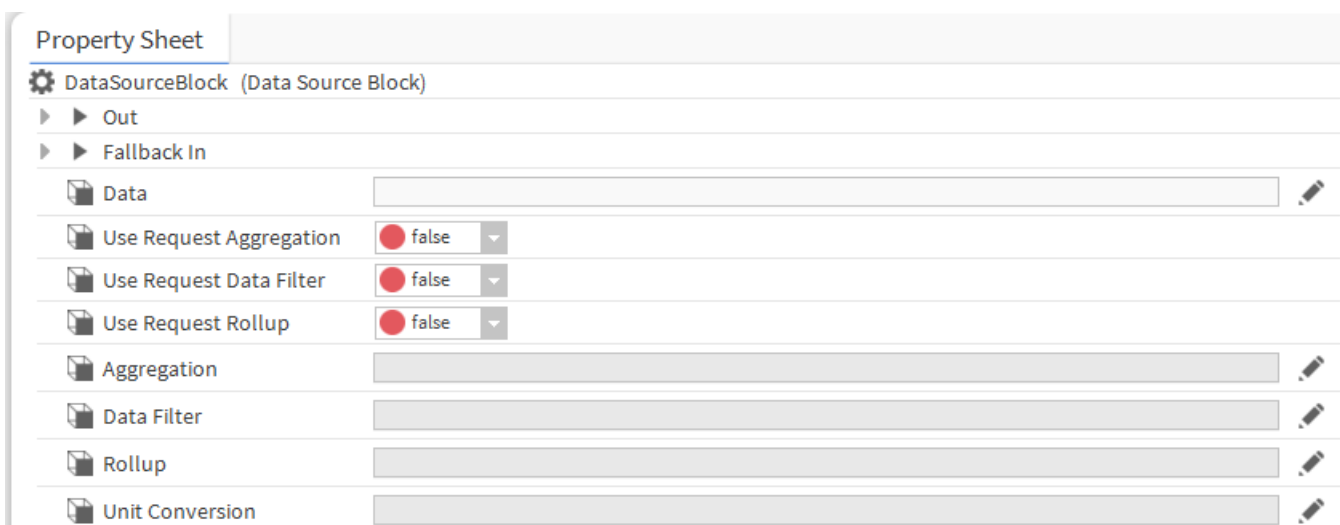 Property Sheet
DataSourceBlock (Data Source Block)
Out
Fallback In
Data
Use Request Aggregation false
Use Request Data Filter false
Use Request Rollup false
Aggregation
Data Filter
Rollup
Unit Conversion